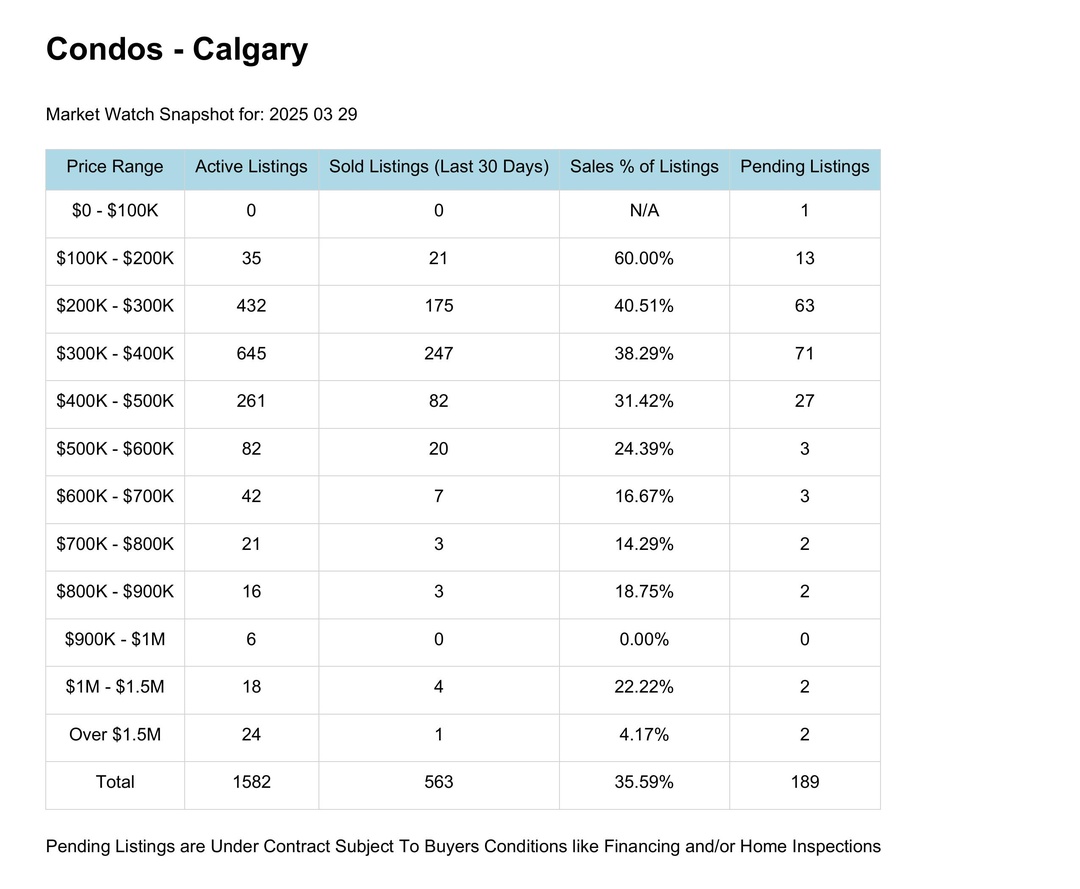 Condos - Calgary
Market Watch Snapshot for: 2025 03 29
Price Range Active Listings Sold Listings (Last 30 Days) Sales % of Listings Pending Listings
$0 - $100K 0 0 N/A 1
$100K - $200K 35 21 60.00% 13
$200K - $300K 432 175 40.51% 63
$300K - $400K 645 247 38.29% 71
$400K - $500K 261 82 31.42% 27
$500K - $600K 82 20 24.39% 3
$600K - $700K 42 7 16.67% 3
$700K - $800K 21 3 14.29% 2
$800K - $900K 16 3 18.75% 2
$900K - $1M 6 0 0.00% 0
$1M - $1.5M 18 4 22.22% 2
Over $1.5M 24 1 4.17% 2
Total 1582 563 35.59% 189
Pending Listings are Under Contract Subject To Buyers Conditions like Financing and/or Home Inspections